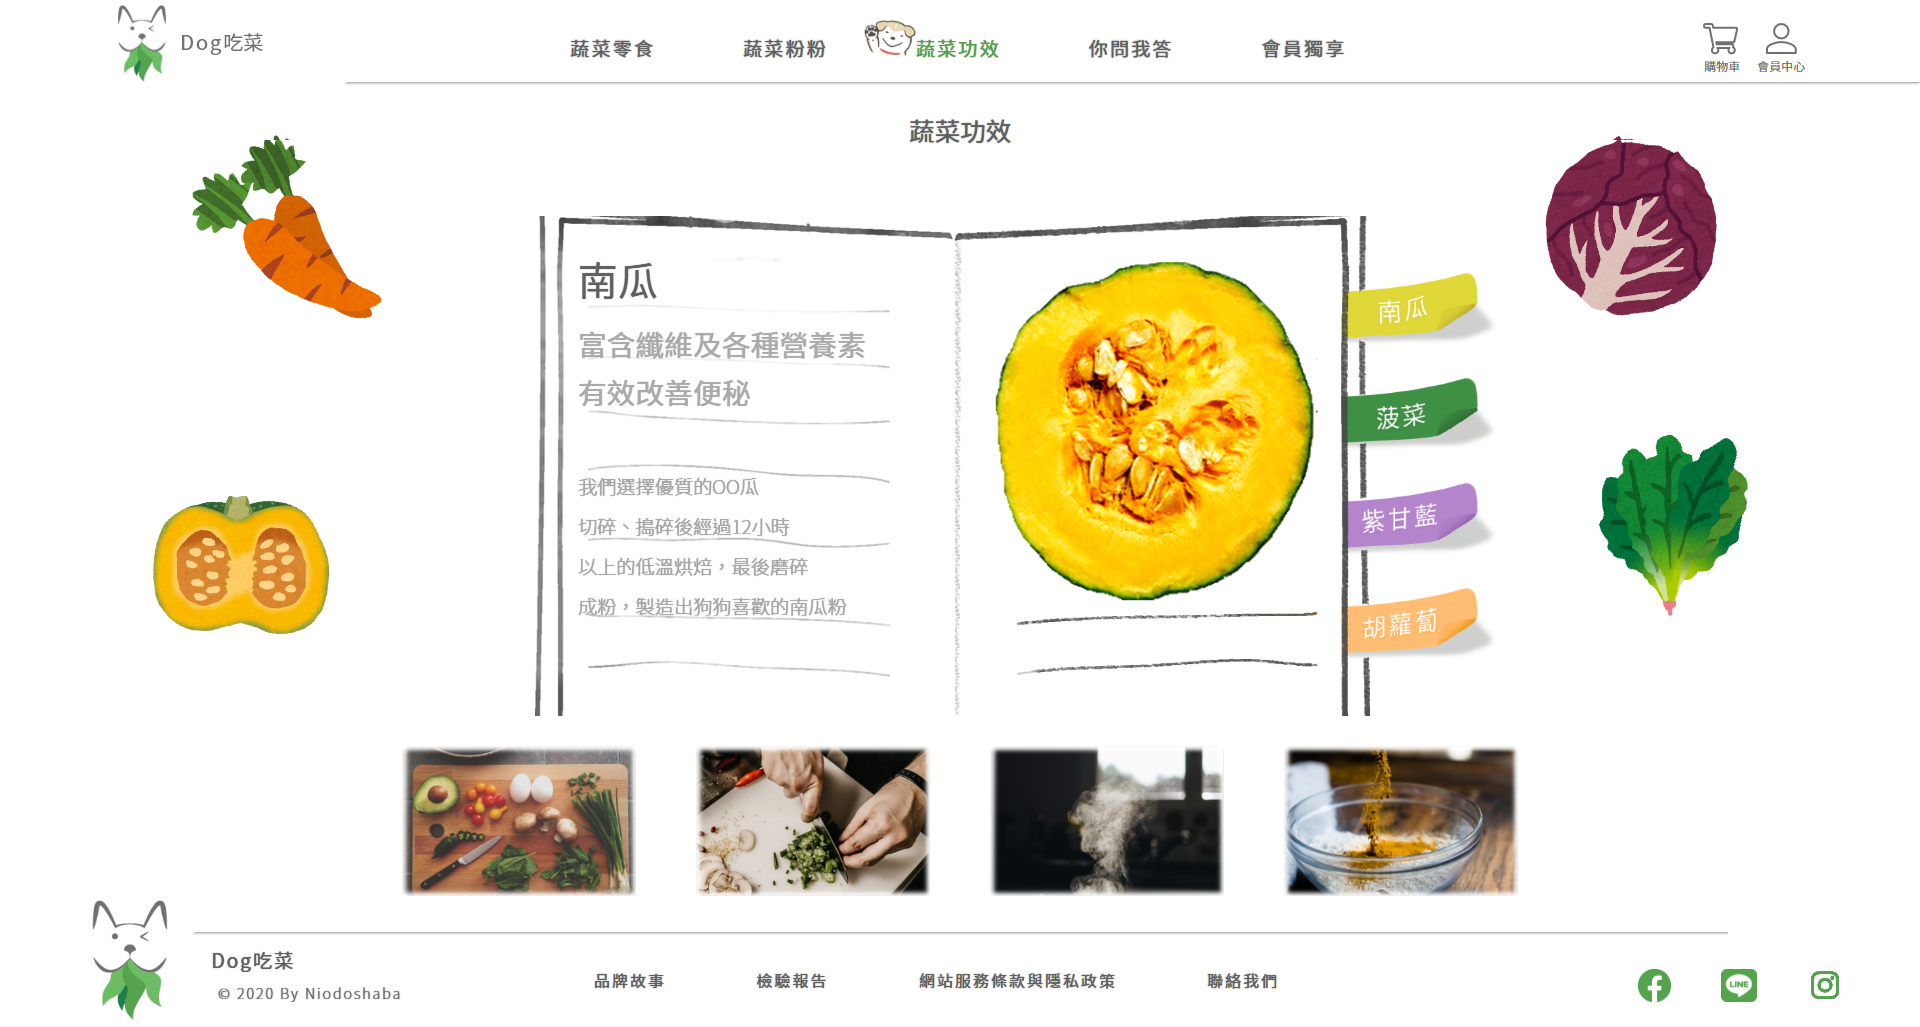 Dog吃菜
蔬菜零食
蔬菜粉粉
蔬菜功效
你問我答
會員獨享
購物車
會員中心
蔬菜功效
南瓜
富含纖維及各種營養素
有效改善便秘
我們選擇優質的OO瓜
切碎、搗碎後經過12小時
以上的低溫烘焙，最後磨碎
成粉，製造出狗狗喜歡的南瓜粉
南瓜
菠菜
紫甘藍
胡蘿蔔
Dog吃菜
© 2020 By Niodoshaba
品牌故事
檢驗報告
網站服務條款與隱私政策
聯絡我們
LINE